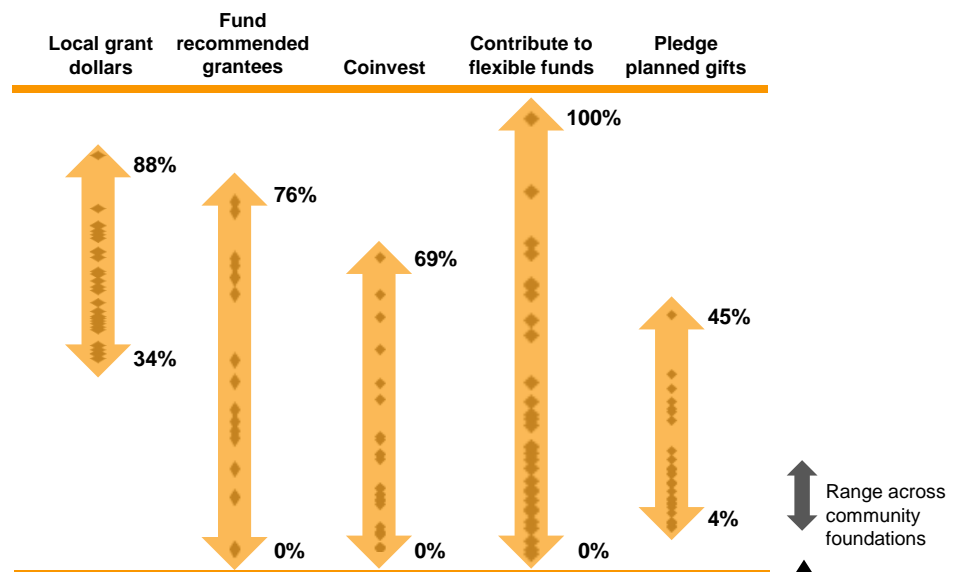 Local grant
dollars
Fund
recommended
grantees
Coinvest
Contribute to
flexible funds
Pledge
planned gifts
88%
34%
76%
0%
69%
0%
100%
0%
45%
4%
Range across
community
foundations